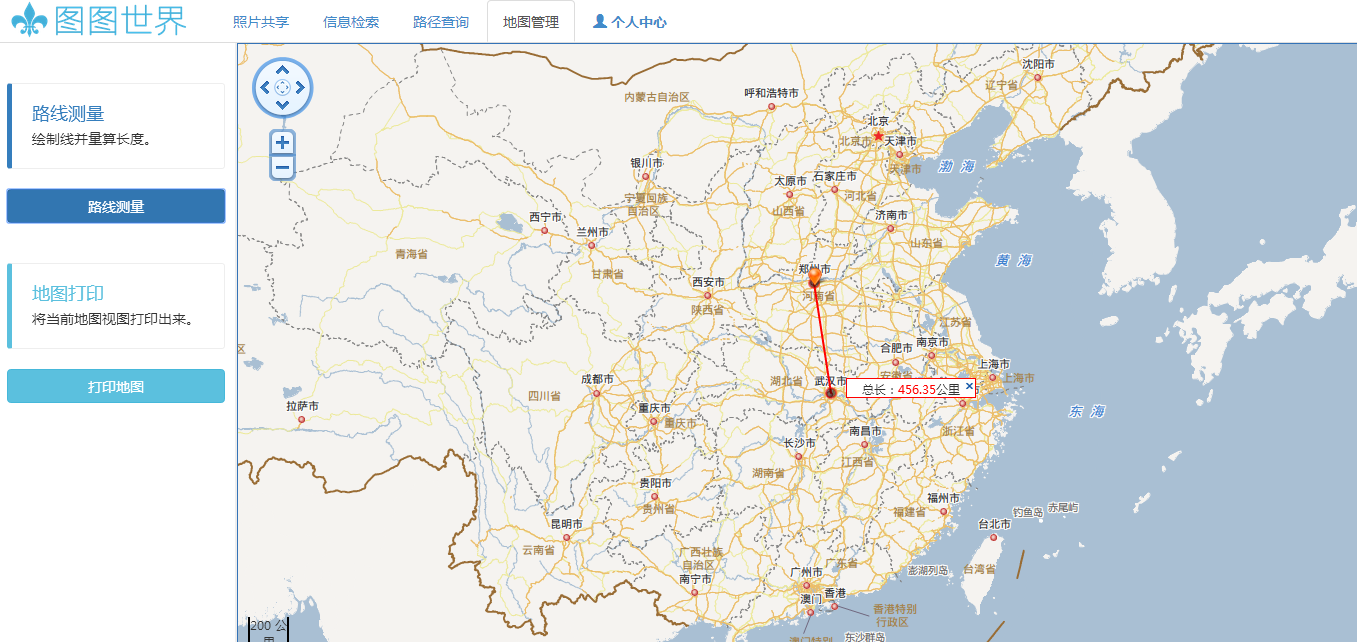 图图世界
照片共享
信息检索
路径查询
地图管理
个人中心
路线测量
绘制线并量算长度。
路线测量
地图打印
将当前地图视图打印出来。
打印地图
沈阳市
辽宁省
呼和浩特市
内蒙古自治区
北京
北京市
天津市
天津市
渤 海
银川市
宁夏回族
自治区
太原市
石家庄市
河北省
山西省
济南市
山东省
西宁市
兰州市
青海省
甘肃省
黄 海
西安市
陕西省
郑州市
河南省
江苏省
合肥市
南京市
安徽省
上海市
上海市
成都市
四川省
湖北省
武汉市
总长：456.35公里
拉萨市
区
重庆市
重庆市
东 海
浙江省
南昌市
江西省
长沙市
湖南省
贵阳市
贵州省
福州市
福建省
钓鱼岛
赤尾屿
台北市
台湾省
昆明市
云南省
广西壮族
自治区
南宁市
广州市
广东省
澎湖列岛
澳门
香港
香港特别
行政区
澳门特别
东沙群岛
200 公
里